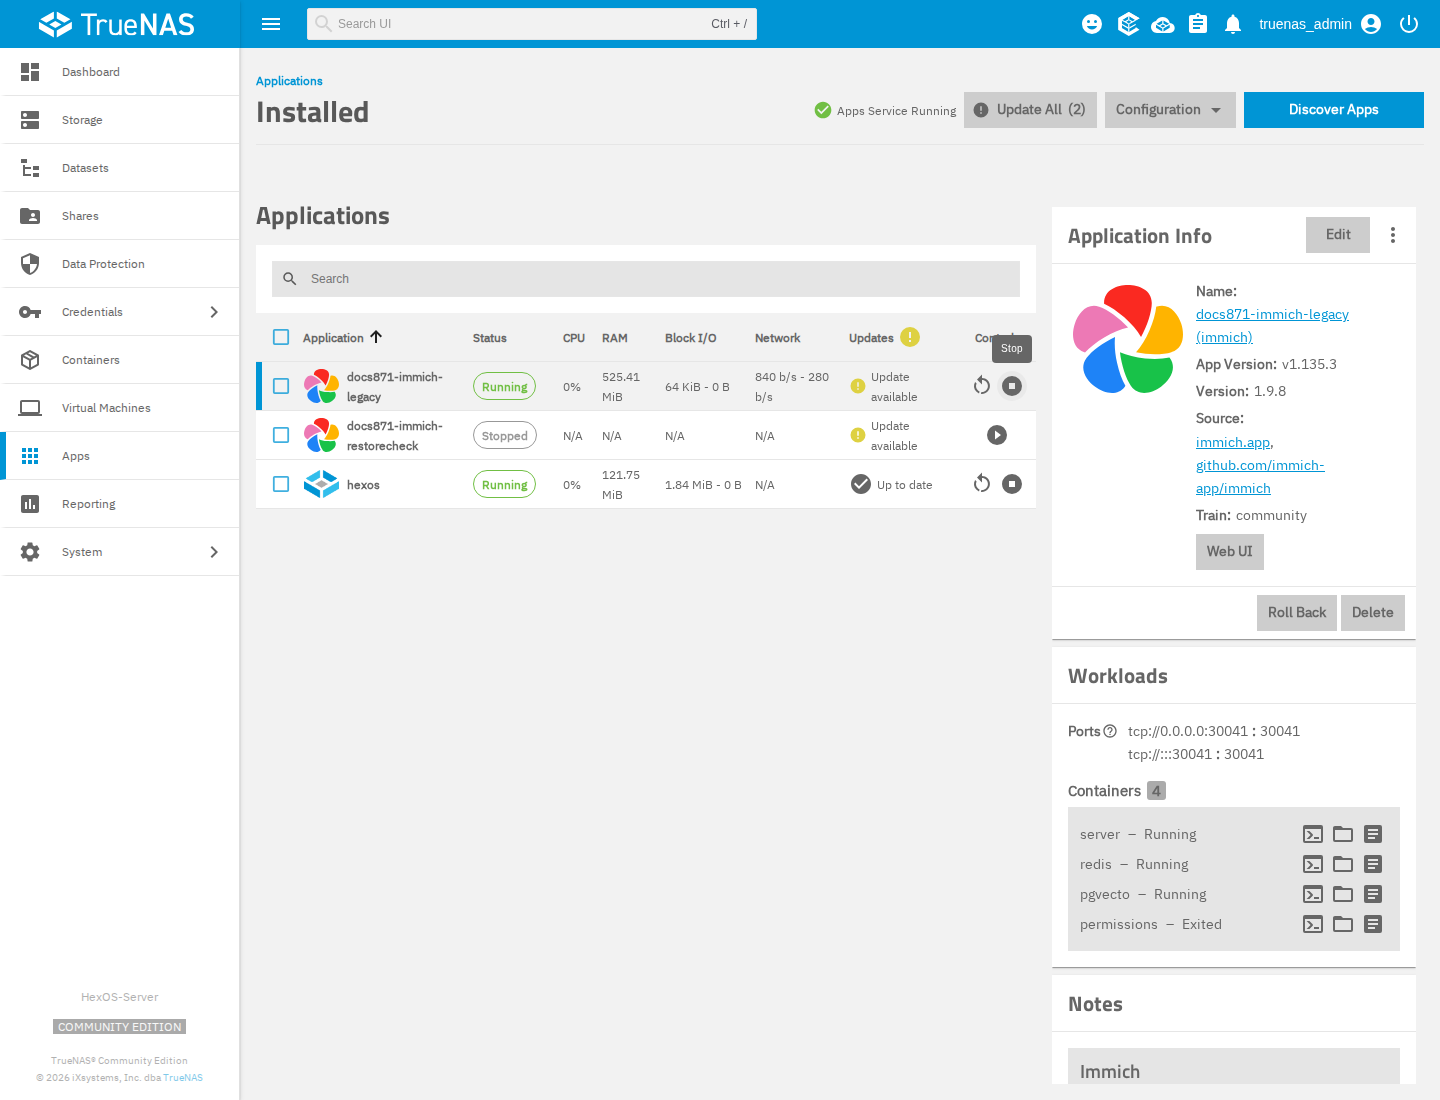 TrueNAS
Search UI
Ctrl + /
truenas_admin
Dashboard
Storage
Datasets
Shares
Data Protection
Credentials
Containers
Virtual Machines
Apps
Reporting
System
HexOS-Server
COMMUNITY EDITION
TrueNAS® Community Edition
© 2026 iXsystems, Inc. dba TrueNAS
Applications
Installed
Apps Service Running
Update All (2)
Configuration
Discover Apps
Applications
Search
Application Status CPU RAM Block I/O Network Updates
Stop
docs871-immich-
legacy
Running
0%
525.41
MiB
64 KiB - 0 B
840 b/s - 280
b/s
Update
available
docs871-immich-
restorecheck
Stopped
N/A
N/A
N/A
N/A
Update
available
hexos
Running
0%
121.75
MiB
1.84 MiB - 0 B
N/A
Up to date
Application Info
Edit
Name:
docs871-immich-legacy
(immich)
App Version: v1.135.3
Version: 1.9.8
Source:
immich.app,
github.com/immich-
app/immich
Train: community
Web UI
Roll Back
Delete
Workloads
Ports
tcp://0.0.0.0:30041 : 30041
tcp://:::30041 : 30041
Containers 4
server – Running
redis – Running
pgvecto – Running
permissions – Exited
Notes
Immich